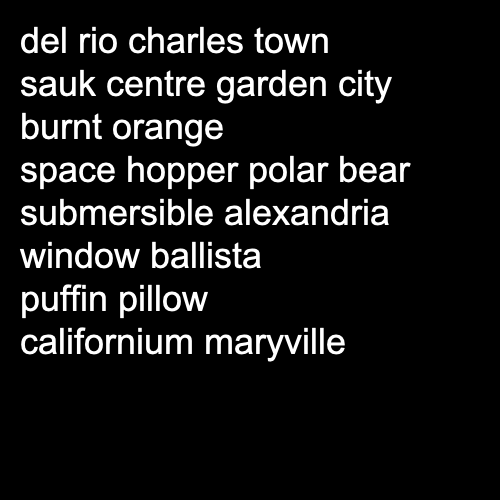 del rio charles town
sauk centre garden city
burnt orange
space hopper polar bear
submersible alexandria
window ballista
puffin pillow
californium maryville